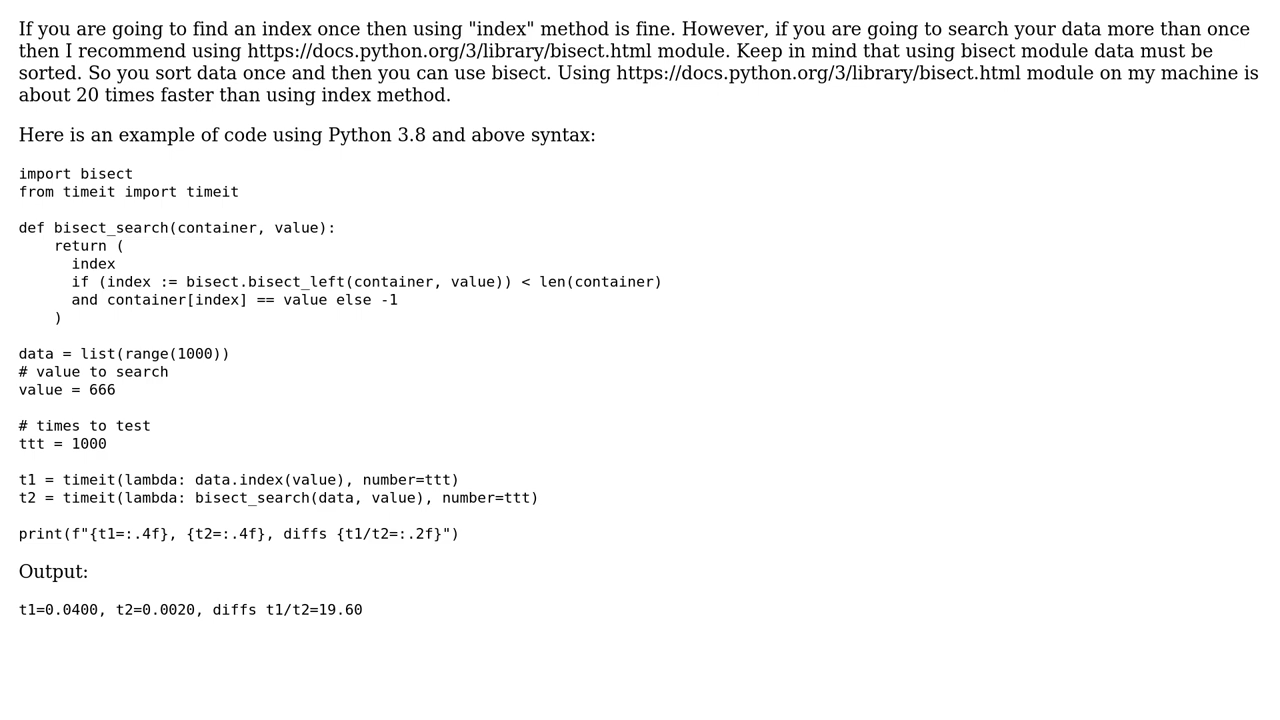 If you are going to find an index once then using "index" method is fine. However, if you are going to search your data more than once
then I recommend using https://docs.python.org/3/library/bisect.html module. Keep in mind that using bisect module data must be
sorted. So you sort data once and then you can use bisect. Using https://docs.python.org/3/library/bisect.html module on my machine is
about 20 times faster than using index method.

Here is an example of code using Python 3.8 and above syntax:

import bisect
from timeit import timeit

def bisect_search(container, value):
    return (
      index
      if (index := bisect.bisect_left(container, value)) < len(container)
      and container[index] == value else -1
    )

data = list(range(1000))
# value to search
value = 666

# times to test
ttt = 1000

t1 = timeit(lambda: data.index(value), number=ttt)
t2 = timeit(lambda: bisect_search(data, value), number=ttt)

print(f"{t1=:.4f}, {t2=:.4f}, diffs {t1/t2=:.2f}")

Output:

t1=0.0400, t2=0.0020, diffs t1/t2=19.60